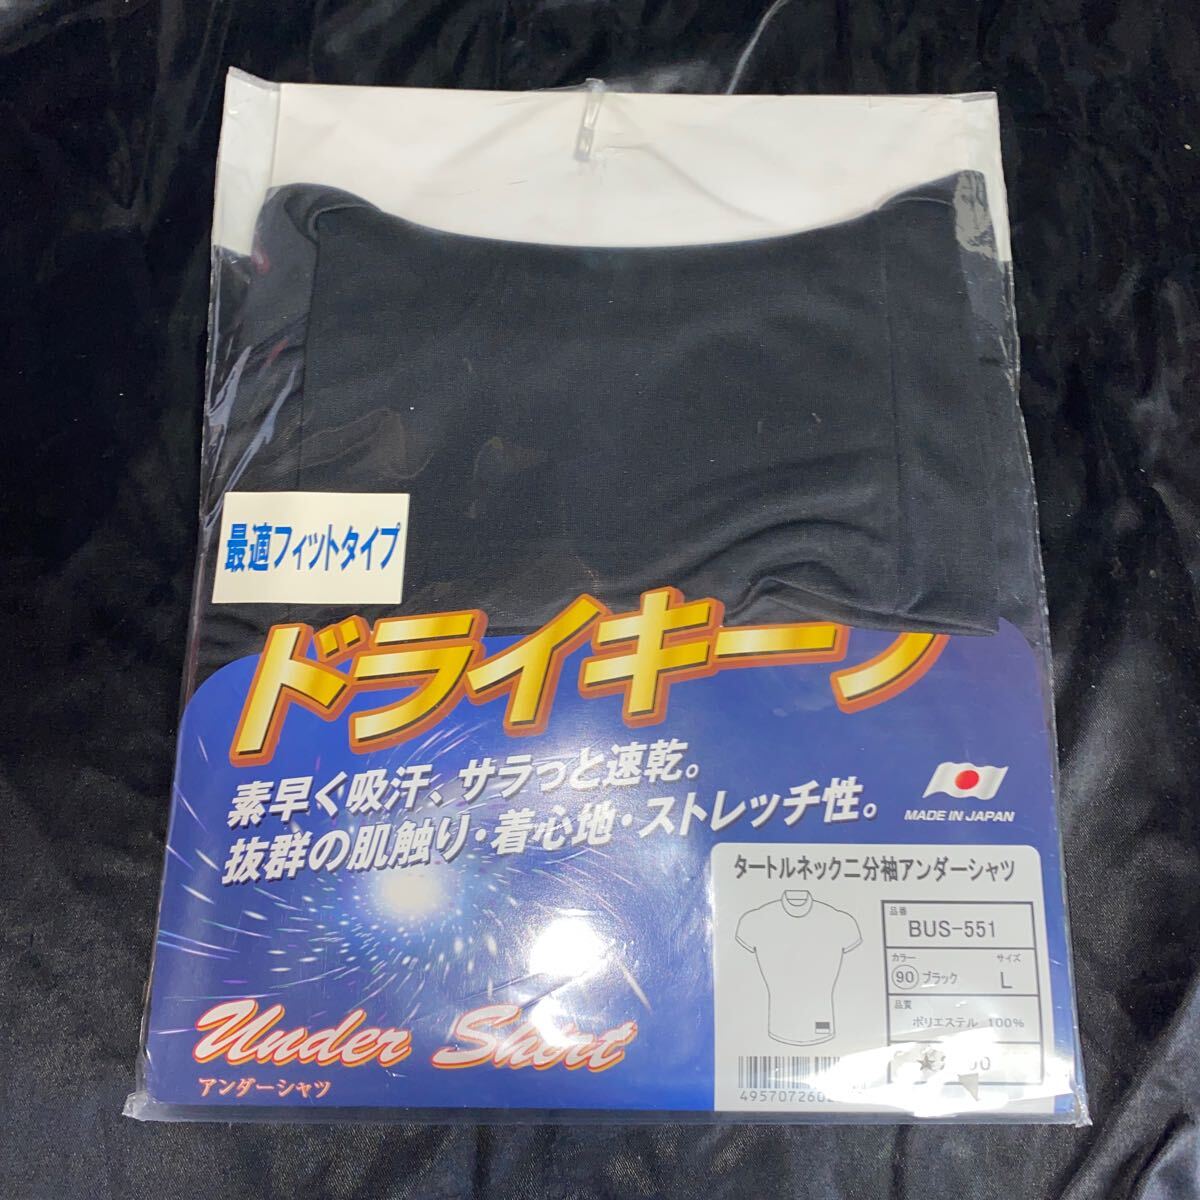 最適フィットタイプ
ドライキープ
素早く吸汗、サラっと速乾。
抜群の肌触り・着心地・ストレッチ性。
MADE IN JAPAN
タートルネック二分袖アンダーシャツ
品番
BUS-551
カラー
サイズ
90 ブラック
L
品質
ポリエステル 100%
Under Shirt
アンダーシャツ